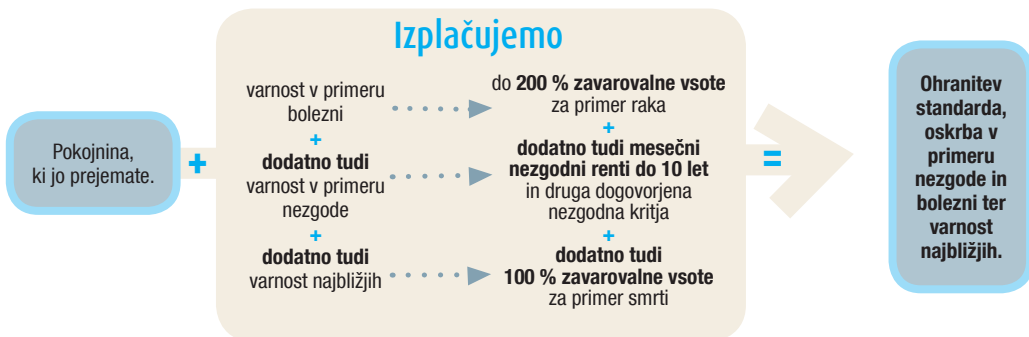 Izplačujemo
Pokojnina,
ki jo prejemate.
+
varnost v primeru
bolezni
+
dodatno tudi
varnost v primeru
nezgode
+
dodatno tudi
varnost najbližjih
do 200 % zavarovalne vsote
za primer raka
+
dodatno tudi mesečni
nezgodni renti do 10 let
in druga dogovorjena
nezgodna kritja
+
dodatno tudi
100 % zavarovalne vsote
za primer smrti
=
Ohranitev
standarda,
oskrba v
primeru
nezgode in
bolezni ter
varnost
najbližjih.